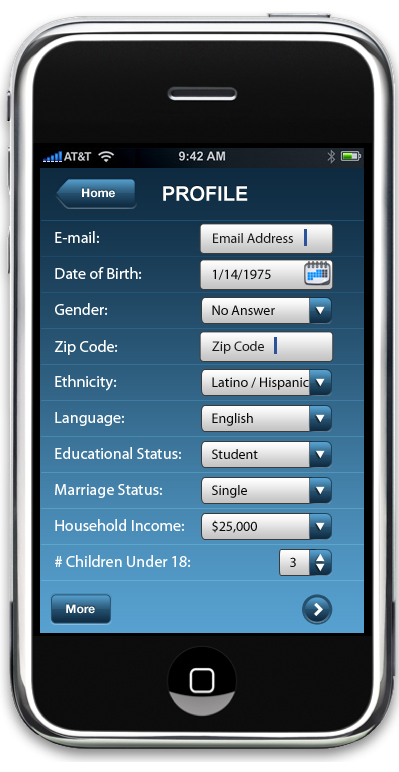 AT&T 9:42 AM
Home PROFILE
E-mail: Email Address
Date of Birth: 1/14/1975
Gender: No Answer
Zip Code: Zip Code
Ethnicity: Latino / Hispanic
Language: English
Educational Status: Student
Marriage Status: Single
Household Income: $25,000
# Children Under 18: 3
More